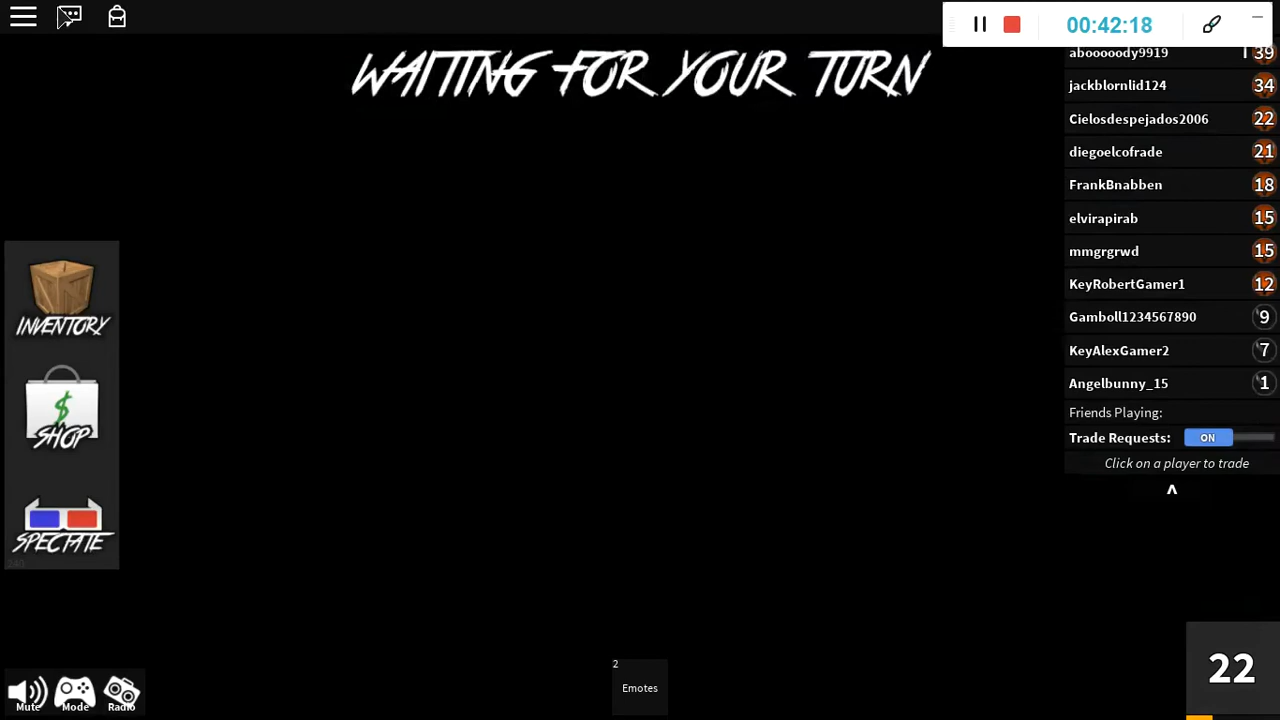 00:42:18
WAITING FOR YOUR TURN
abooooody9919 39
jackblornlid124 34
Cielosdespejados2006 22
diegoelcofrade 21
FrankBnabben 18
elvirapirab 15
mmgrgrwd 15
KeyRobertGamer1 12
Gamboll1234567890 9
KeyAlexGamer2 7
Angelbunny_15 1
Friends Playing:
Trade Requests: ON
Click on a player to trade
^
INVENTORY
$
SHOP
SPECTATE
2
Emotes
Mute Mode Radio
22